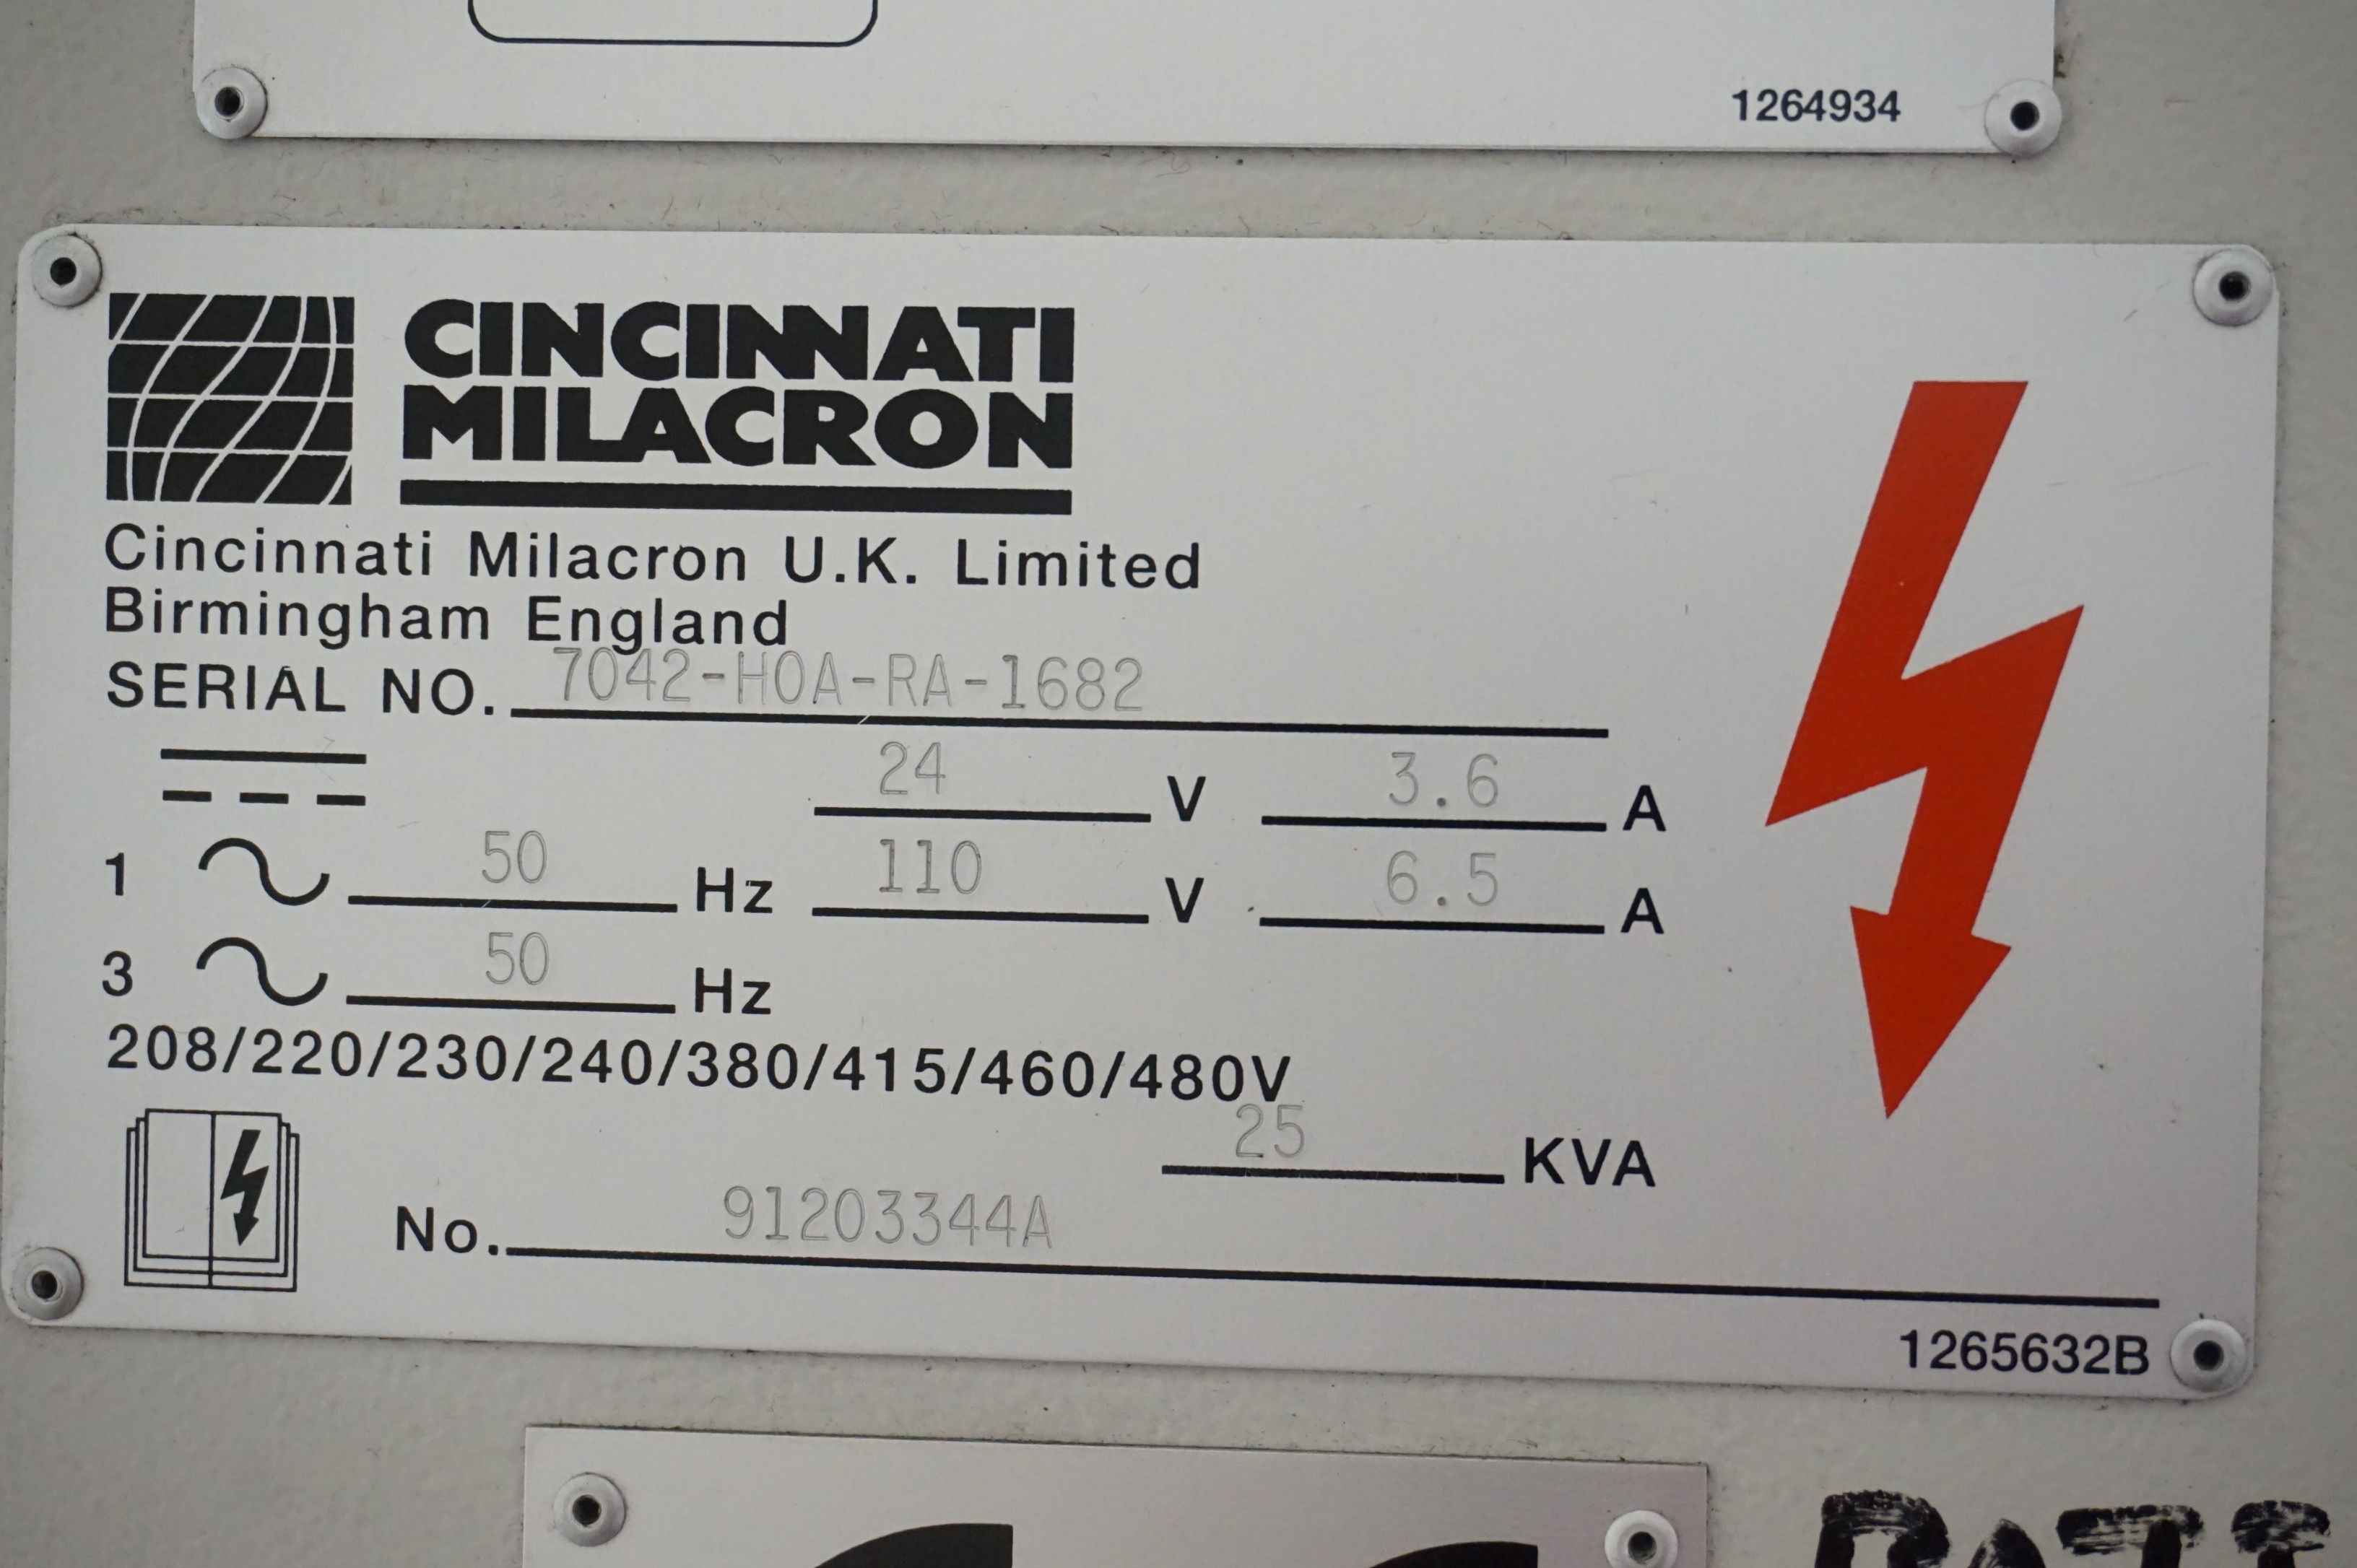 1264934
CINCINNATI
MILACRON
Cincinnati Milacron U.K. Limited
Birmingham England
SERIAL NO. 7042-HOA-RA-1682
24 V 3.6 A
1 50 Hz 110 V 6.5 A
3 50 Hz
208/220/230/240/380/415/460/480V
25 KVA
No. 91203344A
1265632B